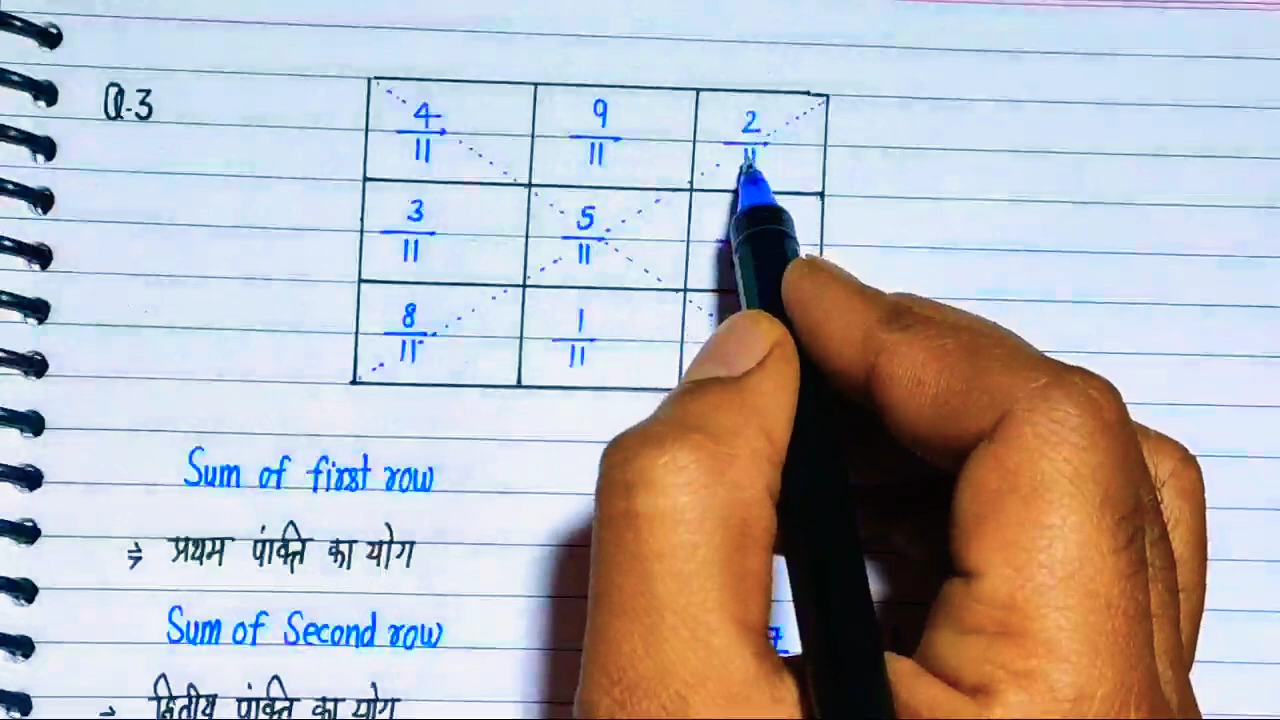 Q.3
4/11 9/11 2/11
3/11 5/11
8/11 1/11
Sum of first row
⇒ प्रथम पंक्ति का योग
Sum of Second row
→ द्वितीय पंक्ति का योग
7